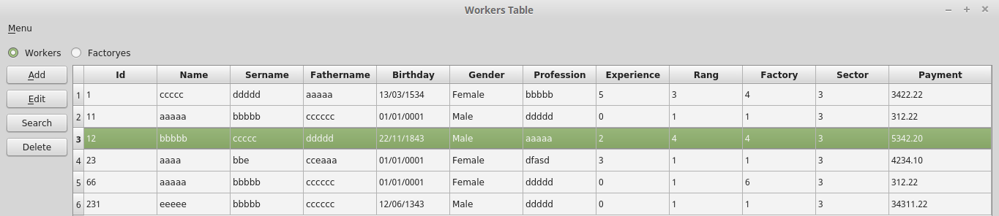 Workers Table
Menu
Workers Factoryes
Add
Edit
Search
Delete
Id Name Sername Fathername Birthday Gender Profession Experience Rang Factory Sector Payment
1 1 ccccc ddddd aaaaa 13/03/1534 Female bbbbb 5 3 4 3 3422.22
2 11 aaaaa bbbbb cccccc 01/01/0001 Male ddddd 0 1 1 3 312.22
3 12 bbbbb ccccc ddddd 22/11/1843 Male aaaaa 2 4 4 3 5342.20
4 23 aaaa bbe cceaaa 01/01/0001 Female dfasd 3 1 1 3 4234.10
5 66 aaaaa bbbbb cccccc 01/01/0001 Female ddddd 0 1 6 3 312.22
6 231 eeeee bbbbb cccccc 12/06/1343 Male ddddd 0 1 1 3 34311.22